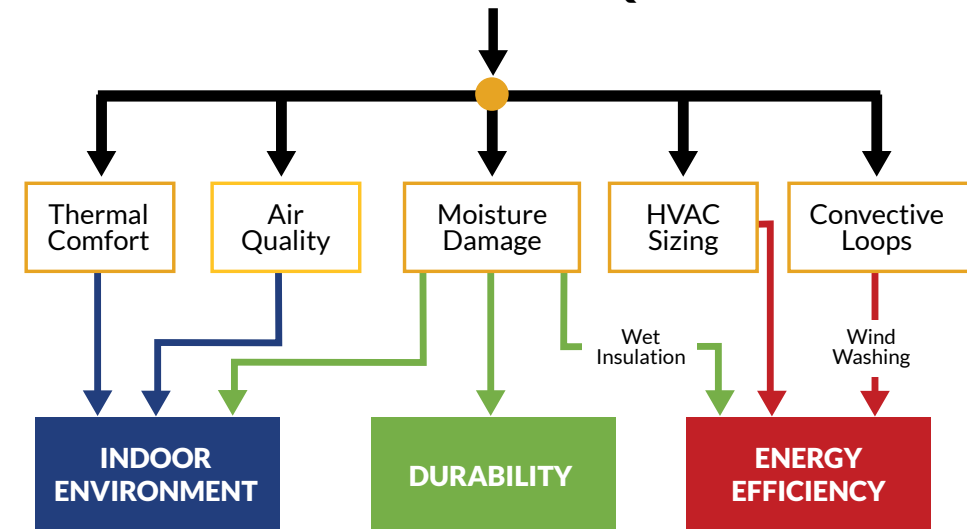 Thermal
Comfort
Air
Quality
Moisture
Damage
HVAC
Sizing
Convective
Loops
Wet
Insulation
Wind
Washing
INDOOR
ENVIRONMENT
DURABILITY
ENERGY
EFFICIENCY